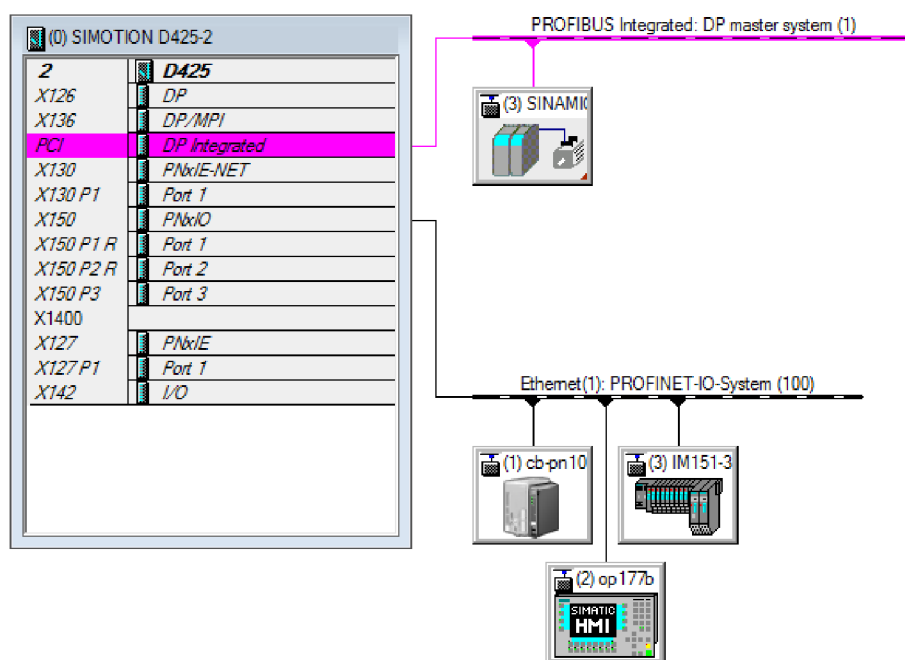 (0) SIMOTION D425-2
2 D425
X126 DP
X136 DP/MPI
PCI DP Integrated
X130 PNxIE-NET
X130 P1 Port 1
X150 PNxIO
X150 P1 R Port 1
X150 P2 R Port 2
X150 P3 Port 3
X1400
X127 PNxIE
X127 P1 Port 1
X142 I/O
PROFIBUS Integrated: DP master system (1)
(3) SINAMIC
Ethernet(1): PROFINET-IO-System (100)
(1) cb-pn10
(3) IM151-3
(2) op177b
SIMATIC
HMI